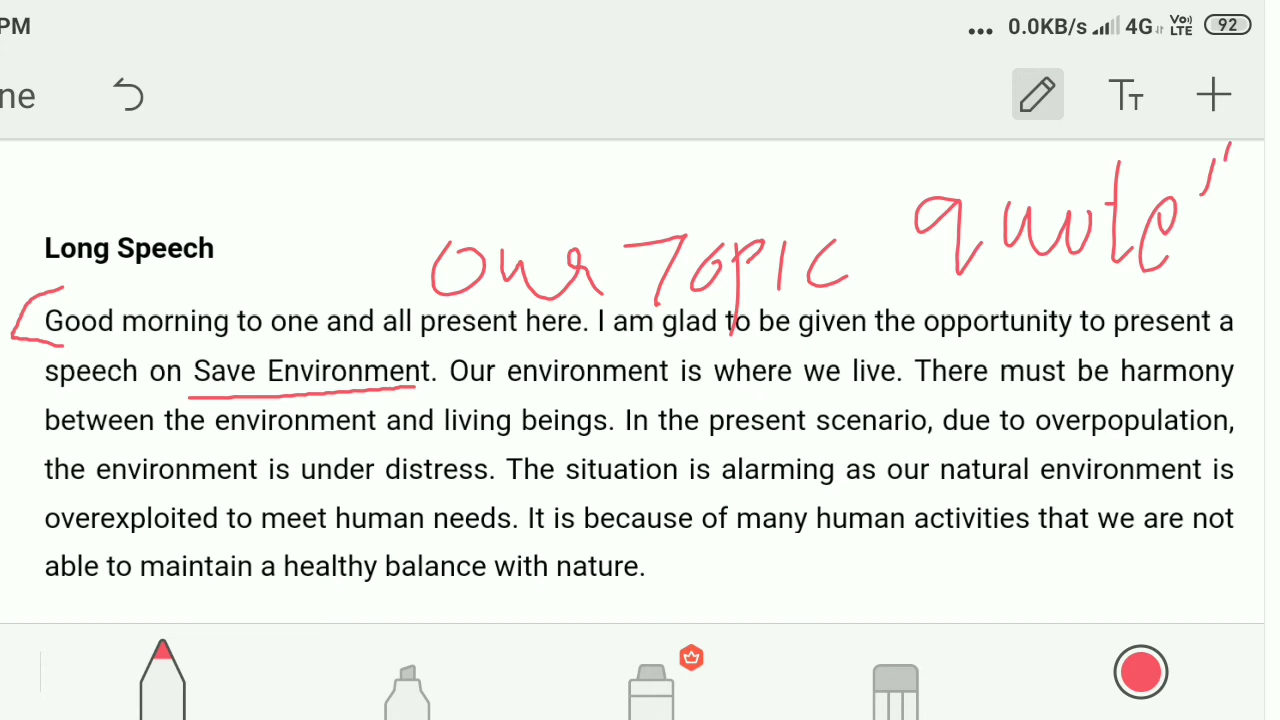 PM ... 0.0KB/s 4G Vo) LTE 92
ne TT
quote"
Long Speech
Our Topic
Good morning to one and all present here. I am glad to be given the opportunity to present a
speech on Save Environment. Our environment is where we live. There must be harmony
between the environment and living beings. In the present scenario, due to overpopulation,
the environment is under distress. The situation is alarming as our natural environment is
overexploited to meet human needs. It is because of many human activities that we are not
able to maintain a healthy balance with nature.